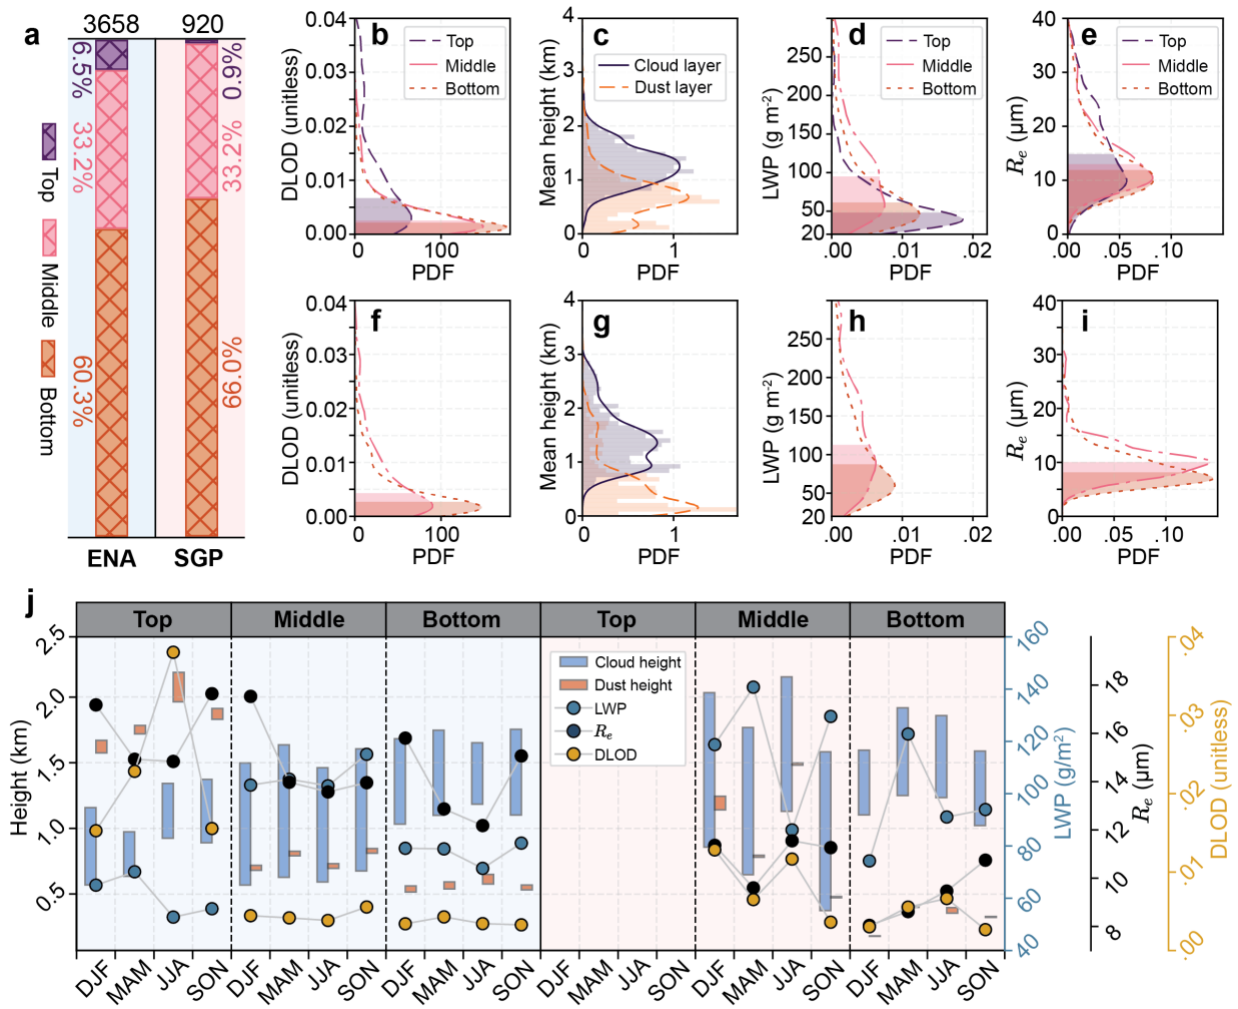 a
3658 920
6.5%
33.2%
60.3%
0.9%
33.2%
66.0%
Top
Middle
Bottom
ENA SGP
b
Top
Middle
Bottom
DLOD (unitless)
0.04
0.03
0.02
0.01
0.00
0 100
PDF
c
Cloud layer
Dust layer
Mean height (km)
4
3
2
1
0
0 1
PDF
d
Top
Middle
Bottom
LWP (g m⁻²)
250
200
150
100
50
20
.00 .01 .02
PDF
e
Top
Middle
Bottom
Rₑ (µm)
40
30
20
10
0
.00 .05 .10
PDF
f
DLOD (unitless)
0.04
0.03
0.02
0.01
0.00
0 100
PDF
g
Mean height (km)
4
3
2
1
0
0 1
PDF
h
LWP (g m⁻²)
250
200
150
100
50
20
.00 .01 .02
PDF
i
Rₑ (µm)
40
30
20
10
0
.00 .10
PDF
j
Top Middle Bottom Top Middle Bottom
Height (km)
2.5
2.0
1.5
1.0
0.5
Cloud height
Dust height
LWP
Rₑ
DLOD
DJF MAM JJA SON DJF MAM JJA SON DJF MAM JJA SON DJF MAM JJA SON DJF MAM JJA SON DJF MAM JJA SON
LWP (g/m²)
160
140
120
100
80
60
40
Rₑ (µm)
18
16
14
12
10
8
DLOD (unitless)
.04
.03
.02
.01
.00